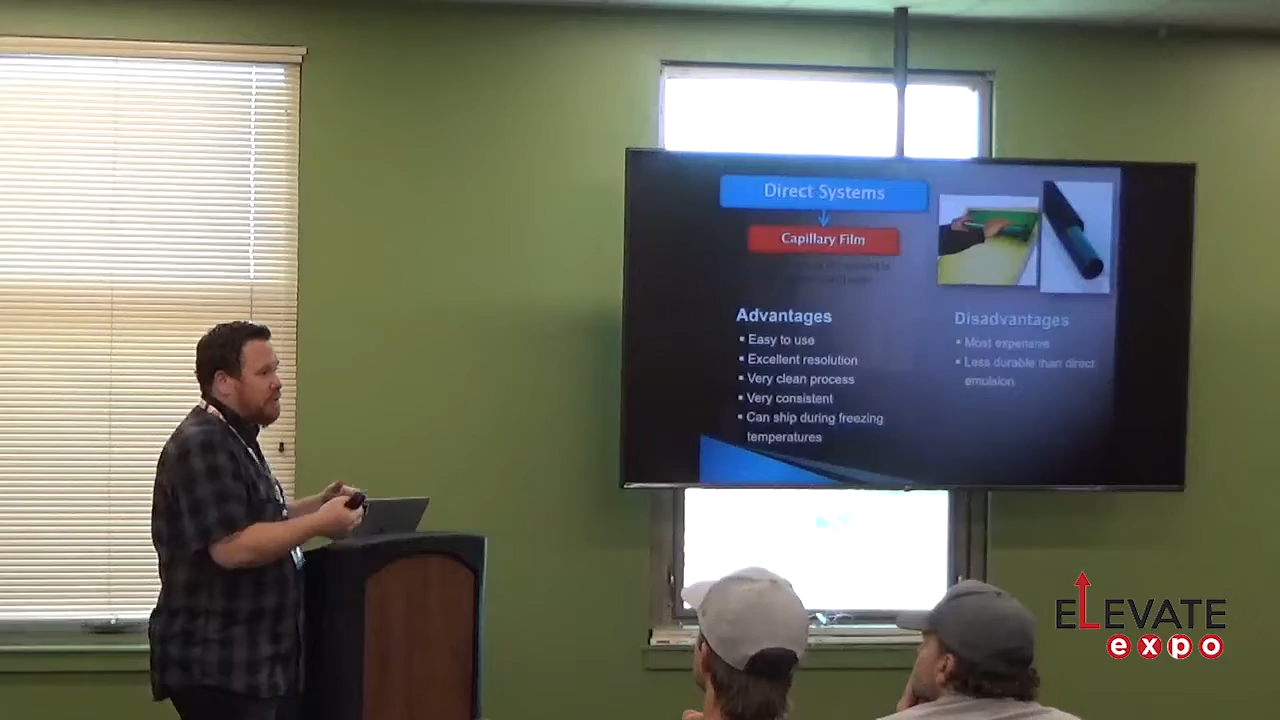 Direct Systems
Capillary Film
Advantages
▪ Easy to use
▪ Excellent resolution
▪ Very clean process
▪ Very consistent
▪ Can ship during freezing
temperatures
Disadvantages
▪ Most expensive
▪ Less durable than direct
emulsion
ELEVATE
expo